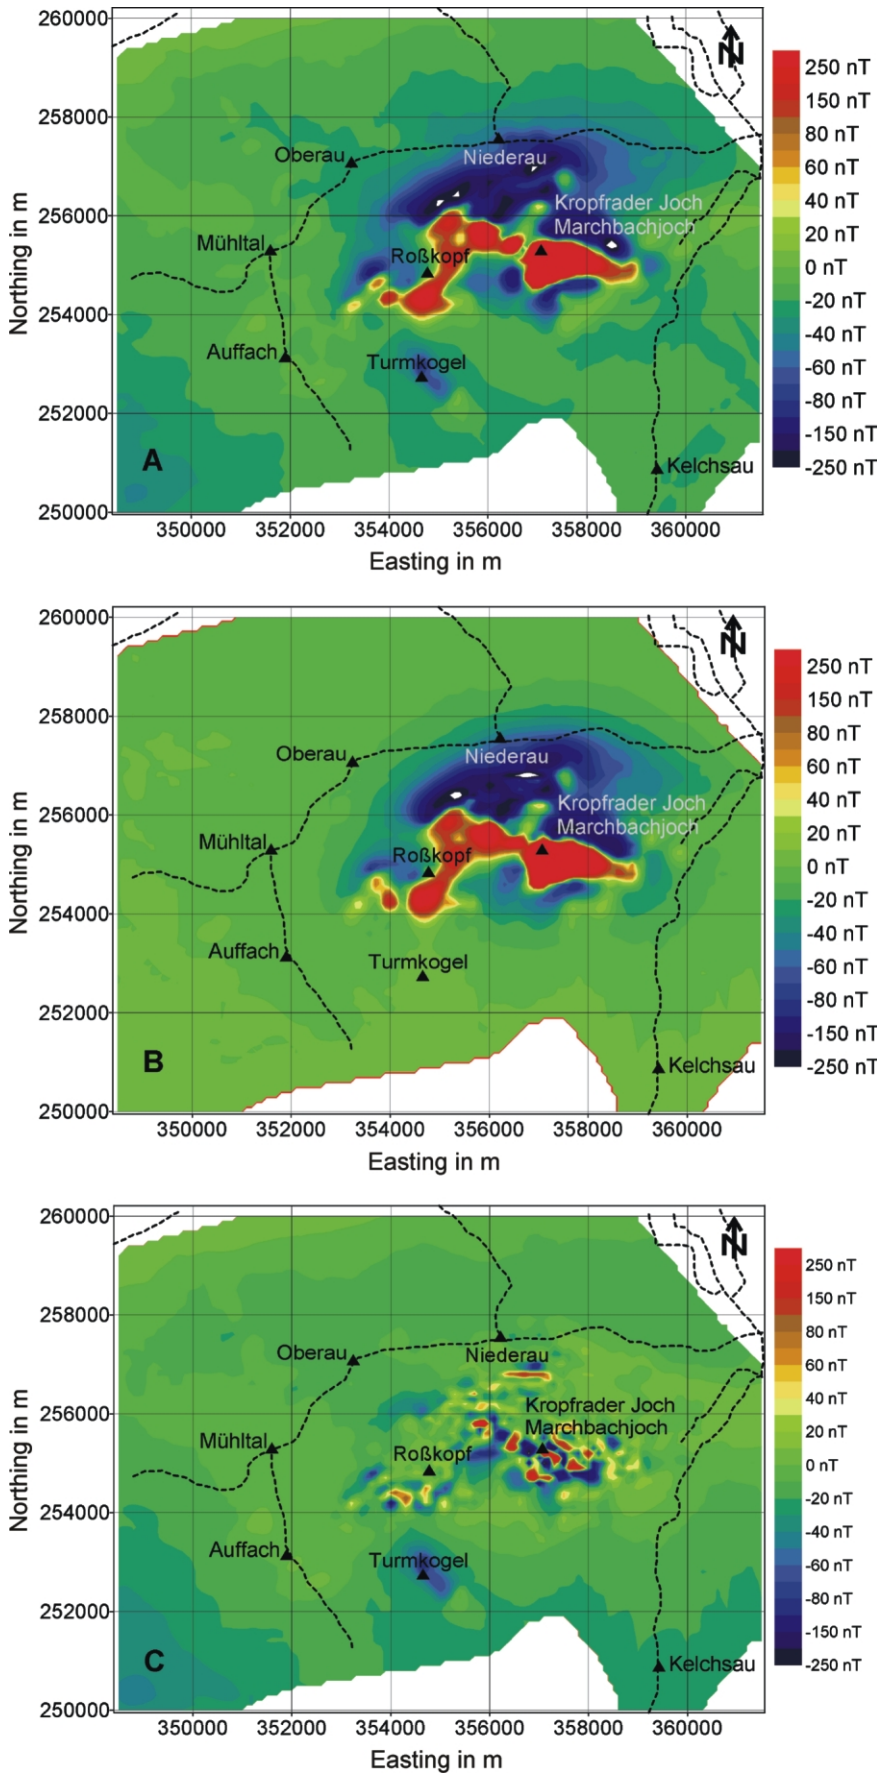 260000
258000
256000
254000
252000
250000
Northing in m
350000 352000 354000 356000 358000 360000
Easting in m
N
Oberau
Niederau
Kropfrader Joch
Marchbachjoch
Mühltal
Roßkopf
Auffach
Turmkogel
Kelchsau
A
250 nT
150 nT
80 nT
60 nT
40 nT
20 nT
0 nT
-20 nT
-40 nT
-60 nT
-80 nT
-150 nT
-250 nT
260000
258000
256000
254000
252000
250000
Northing in m
350000 352000 354000 356000 358000 360000
Easting in m
N
Oberau
Niederau
Kropfrader Joch
Marchbachjoch
Mühltal
Roßkopf
Auffach
Turmkogel
Kelchsau
B
250 nT
150 nT
80 nT
60 nT
40 nT
20 nT
0 nT
-20 nT
-40 nT
-60 nT
-80 nT
-150 nT
-250 nT
260000
258000
256000
254000
252000
250000
Northing in m
350000 352000 354000 356000 358000 360000
Easting in m
N
Oberau
Niederau
Kropfrader Joch
Marchbachjoch
Mühltal
Roßkopf
Auffach
Turmkogel
Kelchsau
C
250 nT
150 nT
80 nT
60 nT
40 nT
20 nT
0 nT
-20 nT
-40 nT
-60 nT
-80 nT
-150 nT
-250 nT